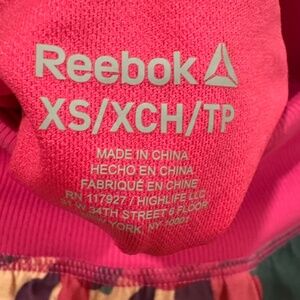 Reebok
XS/XCH/TP
MADE IN CHINA
HECHO EN CHINA
FABRIQUÉ EN CHINE
RN 117927 / HIGHLIFE LLC
W 34TH STREET 6 FLOOR
YORK, NY 10001